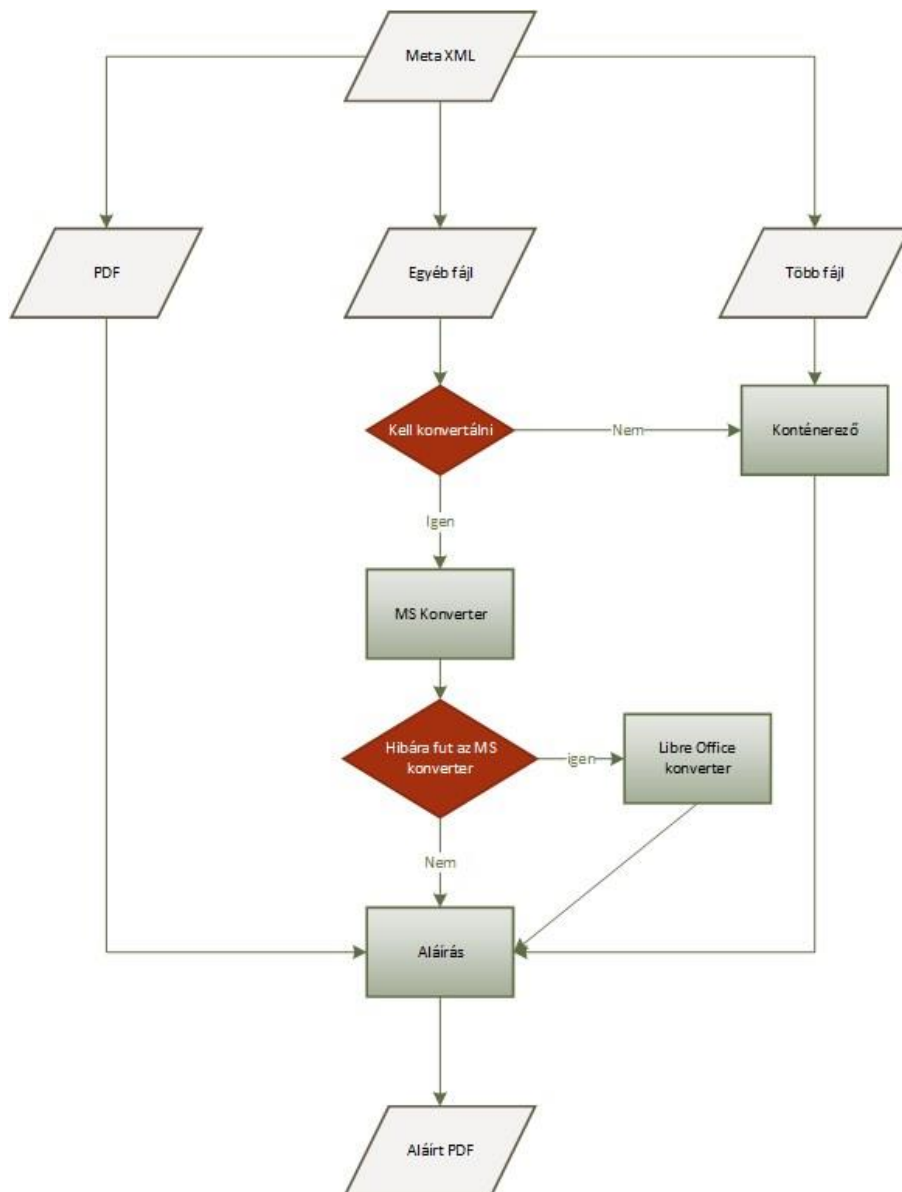 Meta XML
PDF
Egyéb fájl
Több fájl
Kell konvertálni
Nem
Konténerező
Igen
MS Konverter
Hibára fut az MS
konverter
igen
Libre Office
konverter
Nem
Aláírás
Aláírt PDF